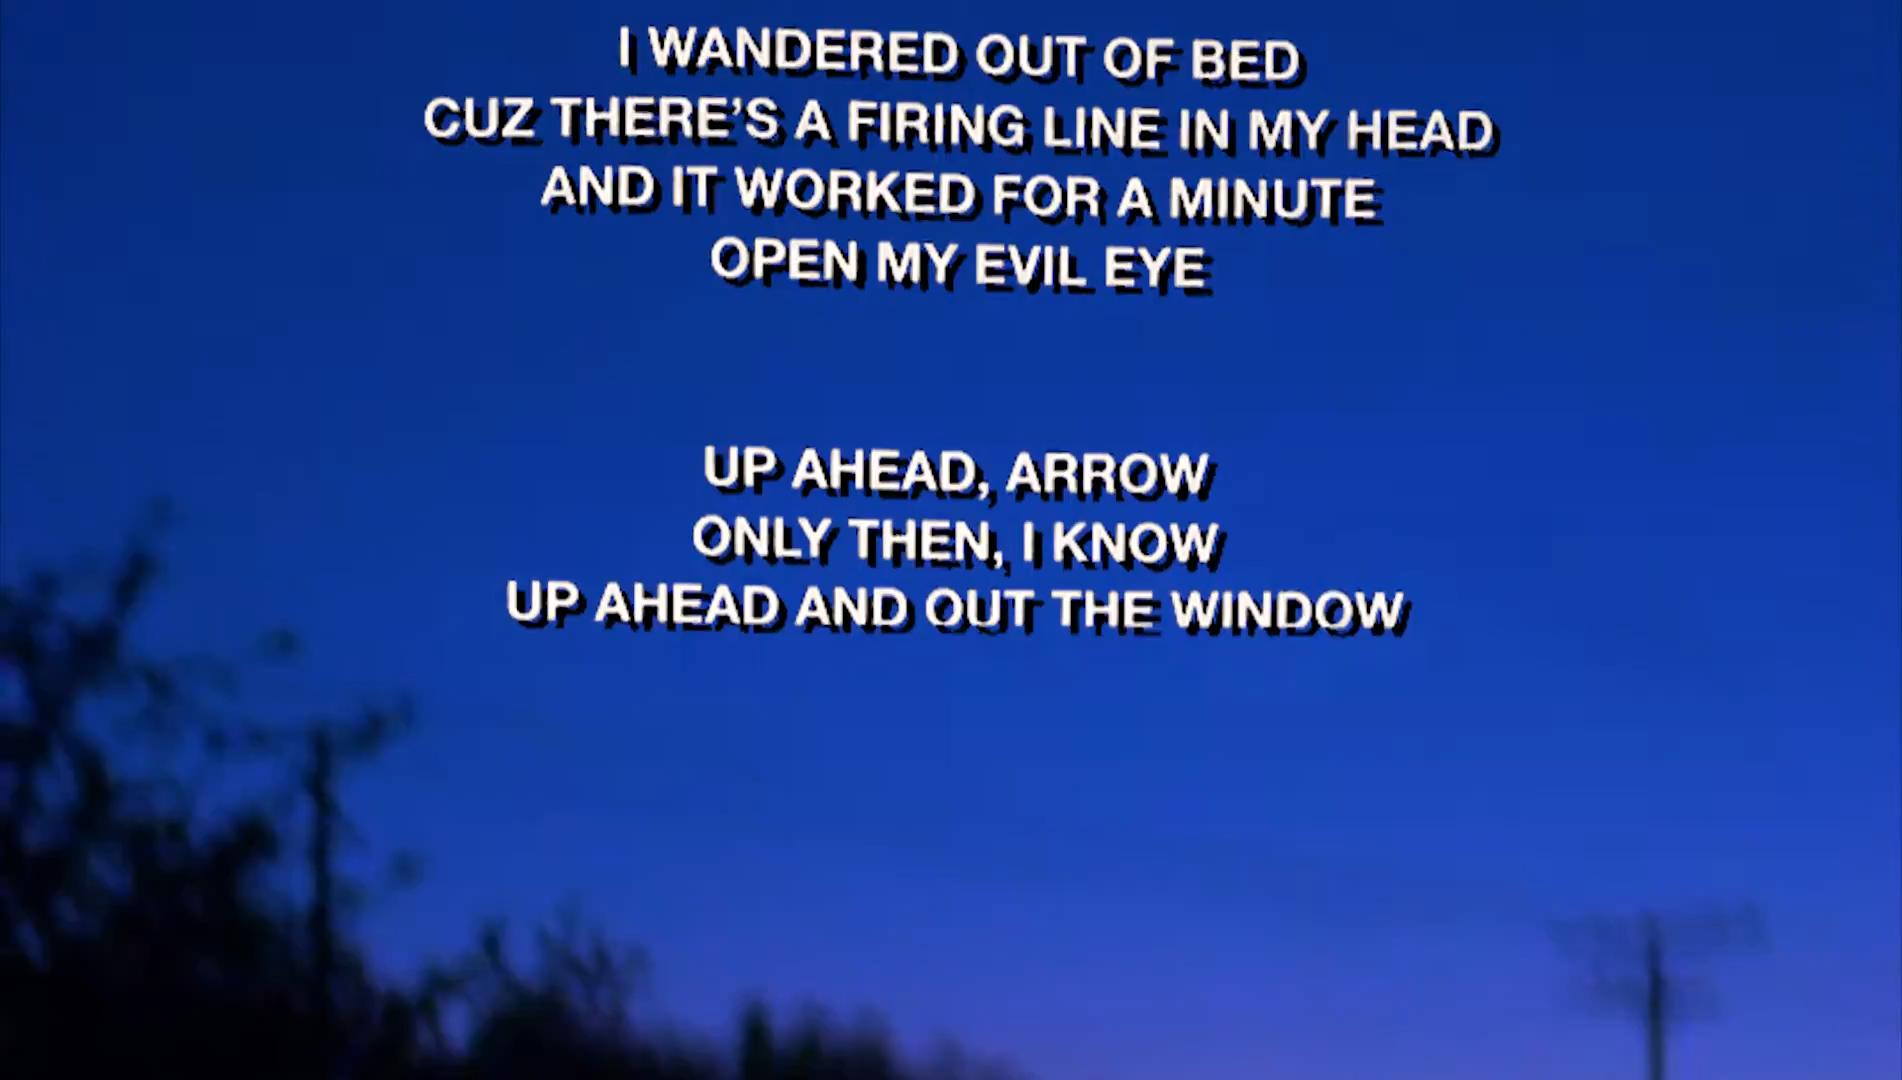 I WANDERED OUT OF BED
CUZ THERE'S A FIRING LINE IN MY HEAD
AND IT WORKED FOR A MINUTE
OPEN MY EVIL EYE
UP AHEAD, ARROW
ONLY THEN, I KNOW
UP AHEAD AND OUT THE WINDOW